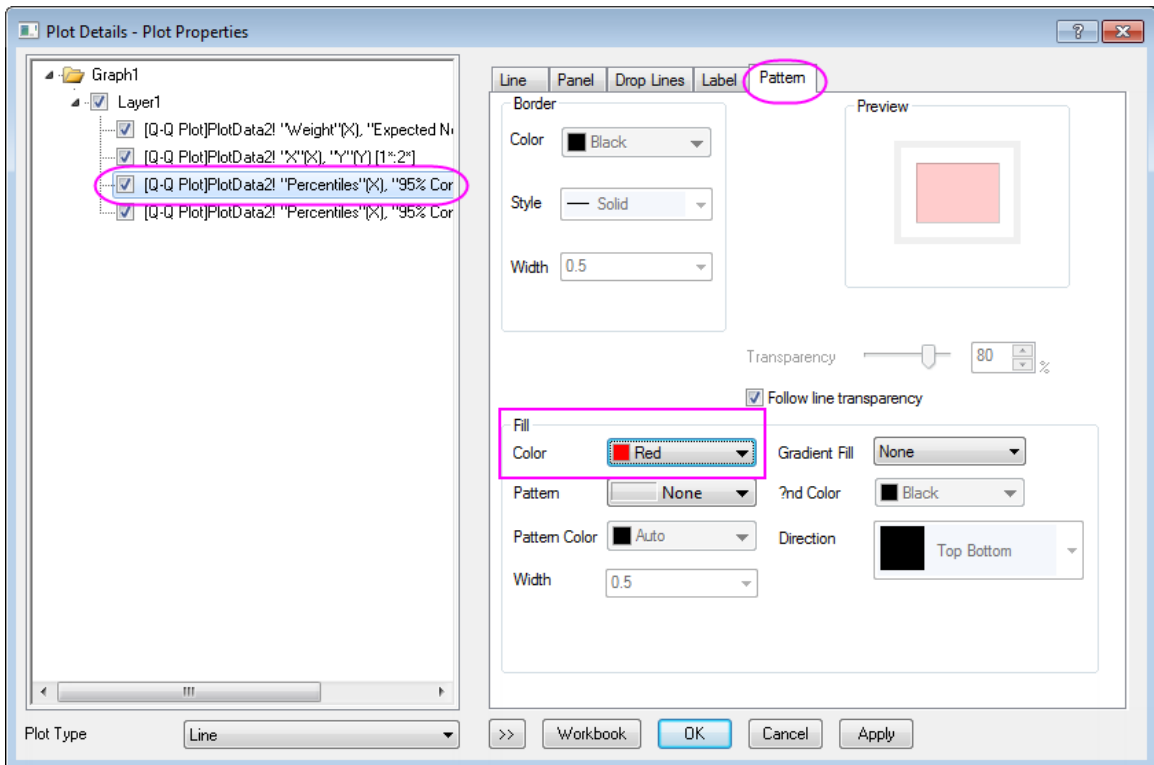 Plot Details - Plot Properties
?
Graph1
Layer1
[Q-Q Plot]PlotData2! "Weight"(X), "Expected N
[Q-Q Plot]PlotData2! "X"(X), "Y"(Y) [1*:2*]
[Q-Q Plot]PlotData2! "Percentiles"(X), "95% Cor
[Q-Q Plot]PlotData2! "Percentiles"(X), "95% Cor
Plot Type Line
Line Panel Drop Lines Label Pattern
Border
Color Black
Style Solid
Width 0.5
Preview
Transparency 80 %
Follow line transparency
Fill
Color Red Gradient Fill None
Pattern None ?nd Color Black
Pattern Color Auto Direction Top Bottom
Width 0.5
>> Workbook OK Cancel Apply